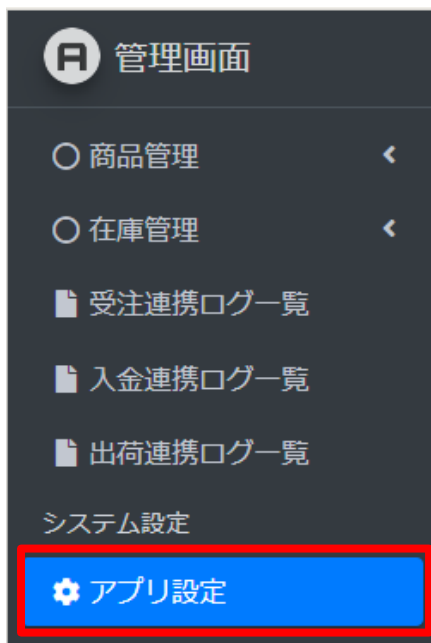 管理画面
商品管理
在庫管理
受注連携ログ一覧
入金連携ログ一覧
出荷連携ログ一覧
システム設定
アプリ設定